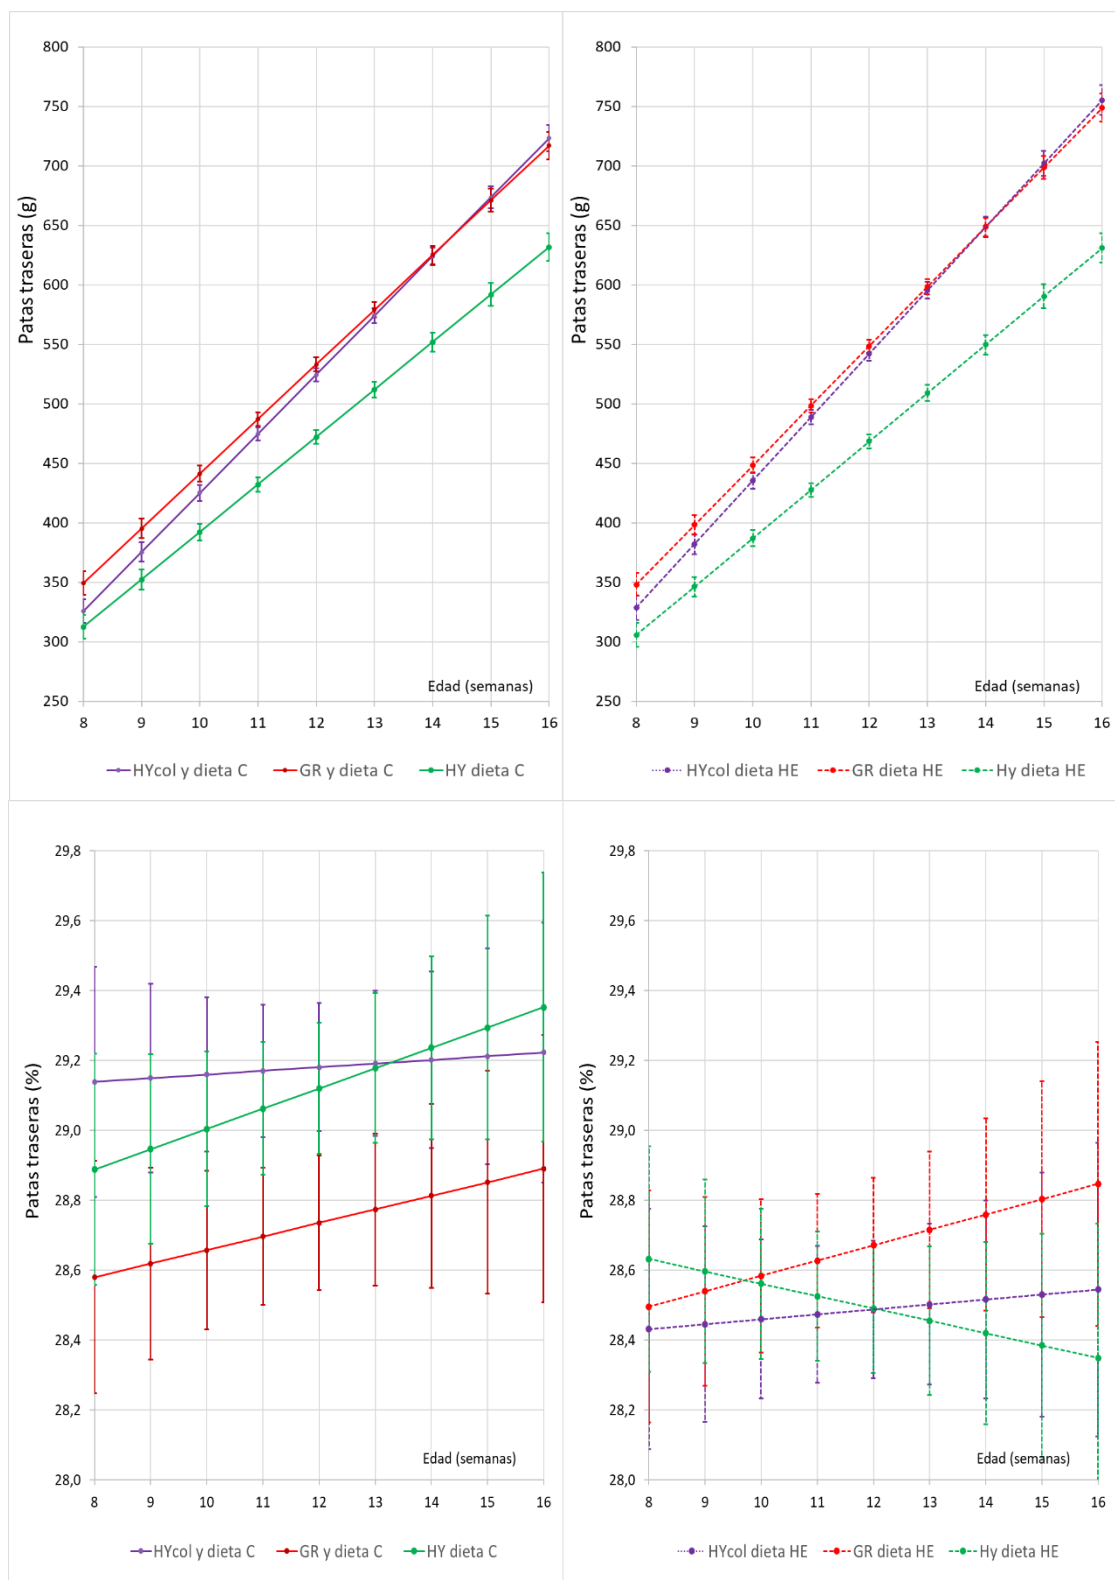 Patas traseras (g)
800
750
700
650
600
550
500
450
400
350
300
250
Edad (semanas)
8 9 10 11 12 13 14 15 16
HYcol y dieta C GR y dieta C HY dieta C
Patas traseras (g)
800
750
700
650
600
550
500
450
400
350
300
250
Edad (semanas)
8 9 10 11 12 13 14 15 16
HYcol dieta HE GR dieta HE Hy dieta HE
Patas traseras (%)
29,8
29,6
29,4
29,2
29,0
28,8
28,6
28,4
28,2
28,0
Edad (semanas)
8 9 10 11 12 13 14 15 16
HYcol y dieta C GR y dieta C HY dieta C
Patas traseras (%)
29,8
29,6
29,4
29,2
29,0
28,8
28,6
28,4
28,2
28,0
Edad (semanas)
8 9 10 11 12 13 14 15 16
HYcol dieta HE GR dieta HE Hy dieta HE